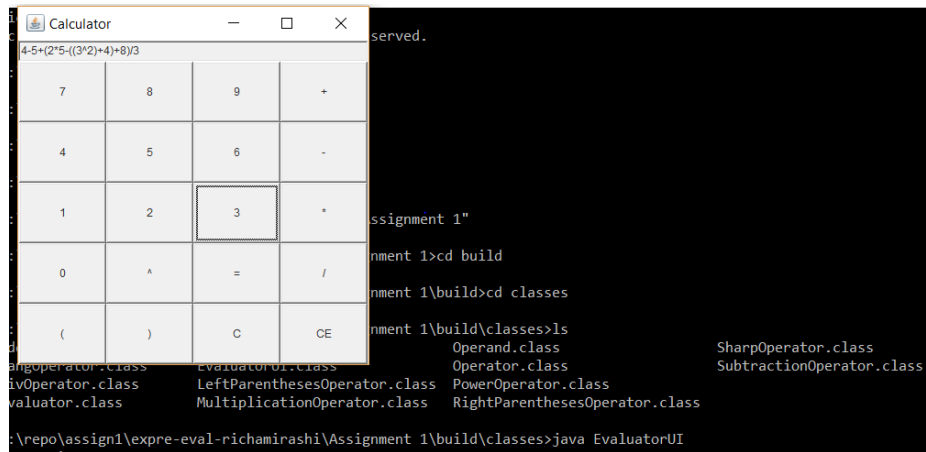 Calculator
served.
4-5+(2*5-((3^2)+4)+8)/3
7 8 9 +
4 5 6 -
1 2 3 *
ssignment 1"
nment 1>cd build
0 ^ = /
nment 1\build>cd classes
( ) C CE
nment 1\build\classes>ls
Operand.class SharpOperator.class
angOperator.class EvaluatorUI.class Operator.class SubtractionOperator.class
ivOperator.class LeftParenthesesOperator.class PowerOperator.class
valuator.class MultiplicationOperator.class RightParenthesesOperator.class
:\repo\assign1\expre-eval-richamirashi\Assignment 1\build\classes>java EvaluatorUI